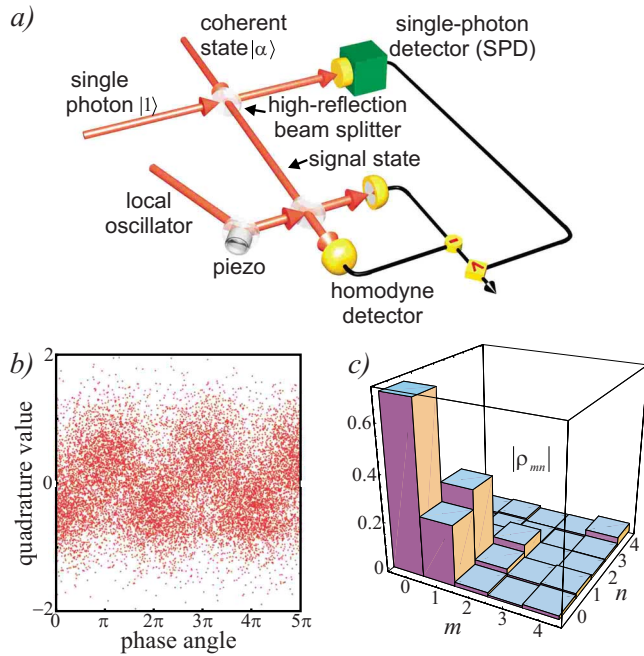 a)
coherent
state |α⟩
single-photon
detector (SPD)
single
photon |1⟩
high-reflection
beam splitter
signal state
local
oscillator
piezo
homodyne
detector
b)
quadrature value
2
0
−2
0
π
2π
3π
4π
5π
phase angle
c)
|ρmn|
0.6
0.4
0.2
0
0
1
2
3
4
m
0
1
2
3
4
n